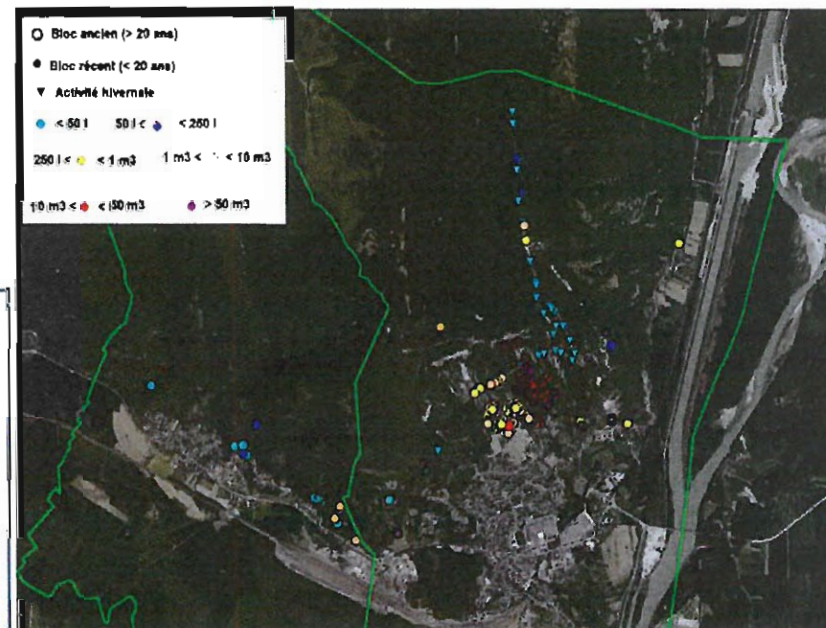 Bloc ancien (> 20 ans)
Bloc récent (< 20 ans)
Activité hivernale
< 50 l 50 l < < 250 l
250 l < < 1 m3 1 m3 < < 10 m3
10 m3 < < 50 m3 > 50 m3